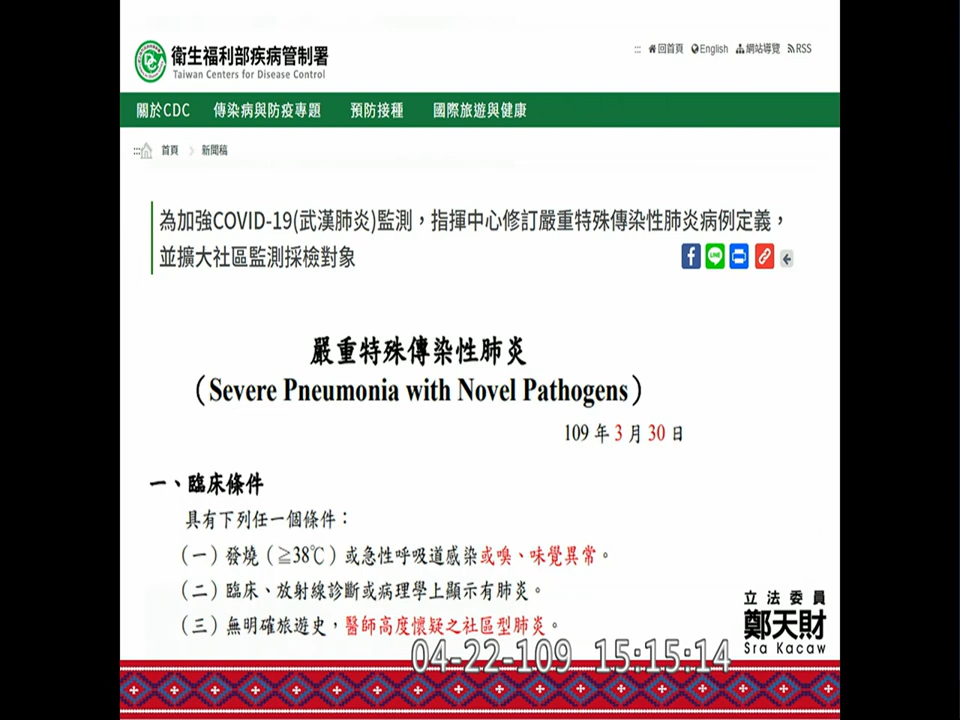 衛生福利部疾病管制署
Taiwan Centers for Disease Control
::: 回首頁 English 網站導覽 RSS
關於CDC 傳染病與防疫專題 預防接種 國際旅遊與健康
::: 首頁 > 新聞稿
為加強COVID-19(武漢肺炎)監測，指揮中心修訂嚴重特殊傳染性肺炎病例定義，
並擴大社區監測採檢對象
LINE
嚴重特殊傳染性肺炎
（Severe Pneumonia with Novel Pathogens）
109 年 3 月 30 日
一、臨床條件
具有下列任一個條件：
（一）發燒（≧38℃）或急性呼吸道感染或嗅、味覺異常。
（二）臨床、放射線診斷或病理學上顯示有肺炎。
（三）無明確旅遊史，醫師高度懷疑之社區型肺炎。
立法委員
鄭天財
Sra Kacaw
04-22-109 15:15:14